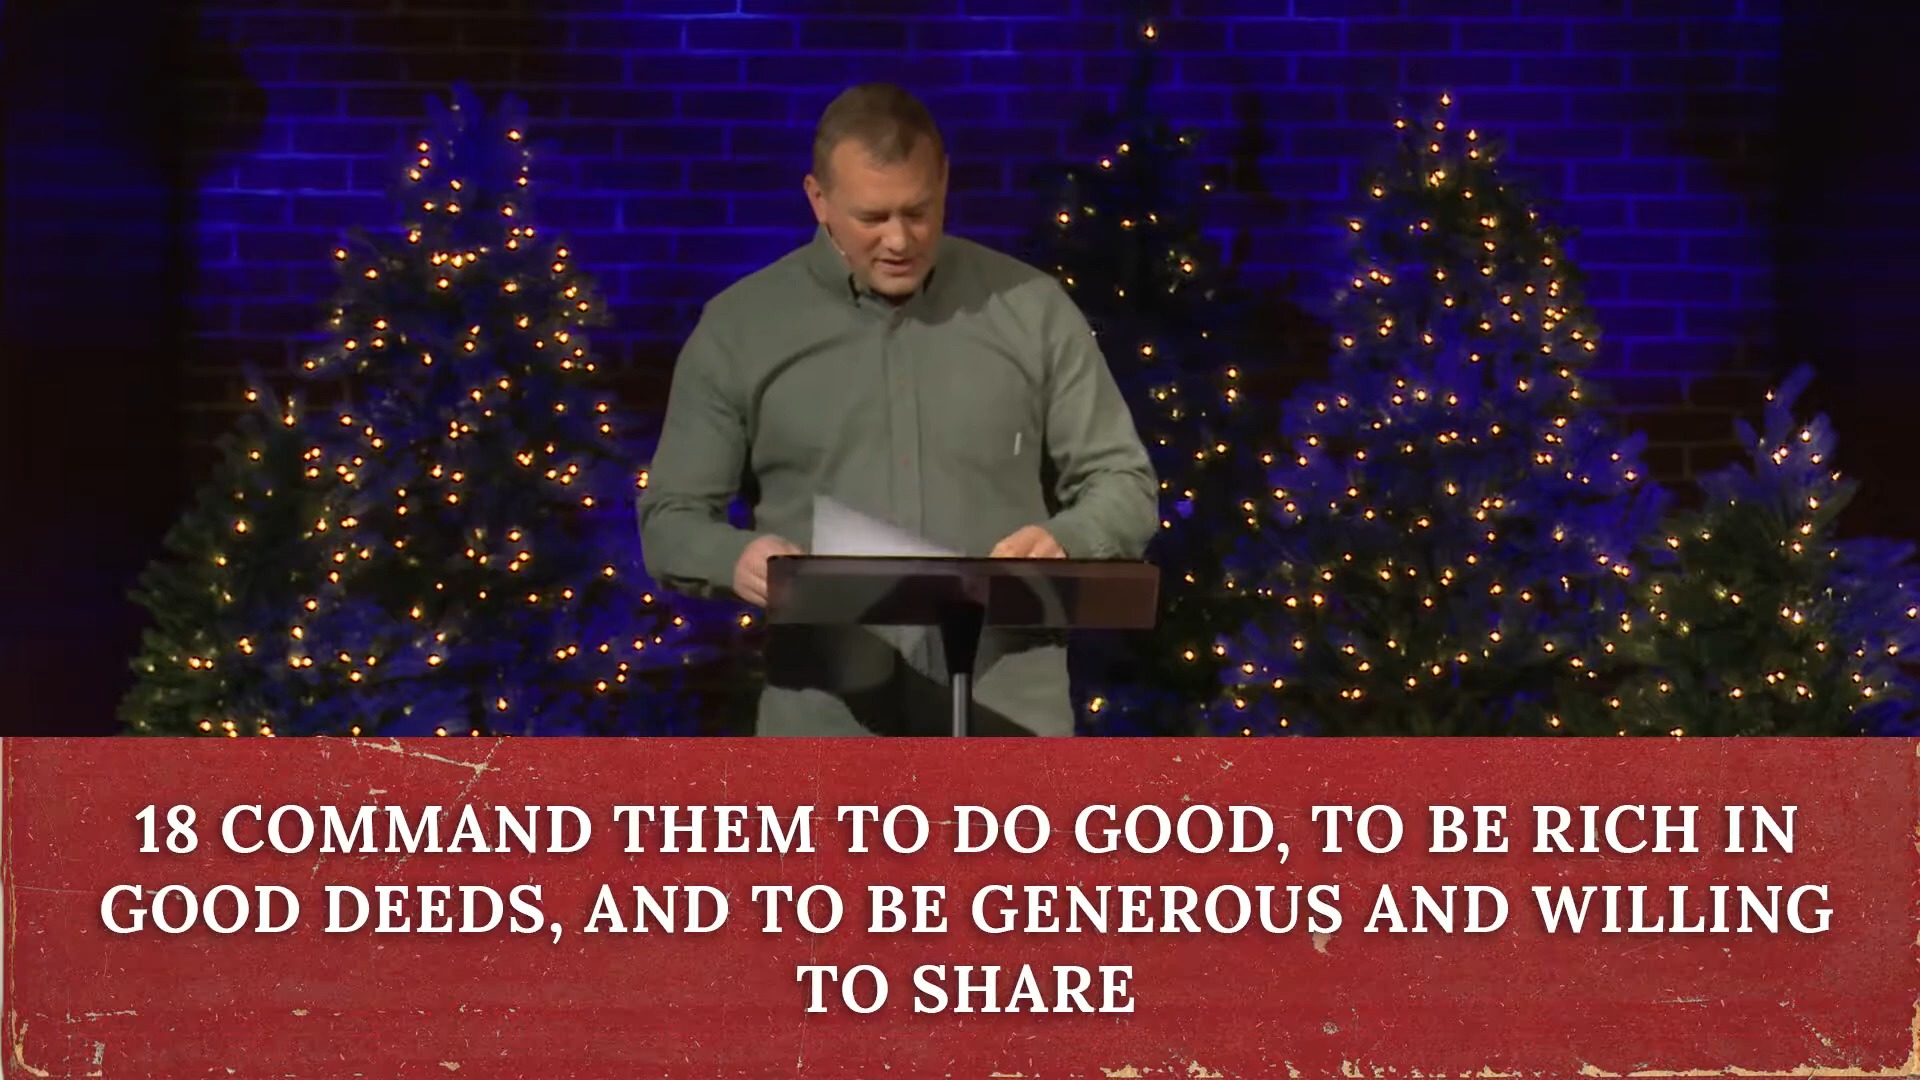 18 COMMAND THEM TO DO GOOD, TO BE RICH IN
GOOD DEEDS, AND TO BE GENEROUS AND WILLING
TO SHARE